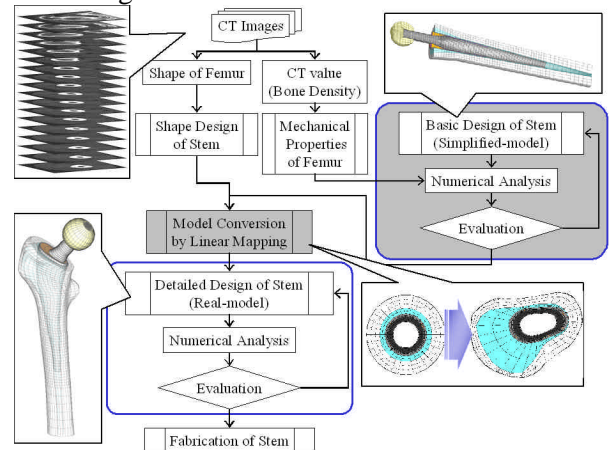 CT Images
Shape of Femur
CT value
(Bone Density)
Shape Design
of Stem
Mechanical
Properties
of Femur
Basic Design of Stem
(Simplified-model)
Numerical Analysis
Evaluation
Model Conversion
by Linear Mapping
Detailed Design of Stem
(Real-model)
Numerical Analysis
Evaluation
Fabrication of Stem